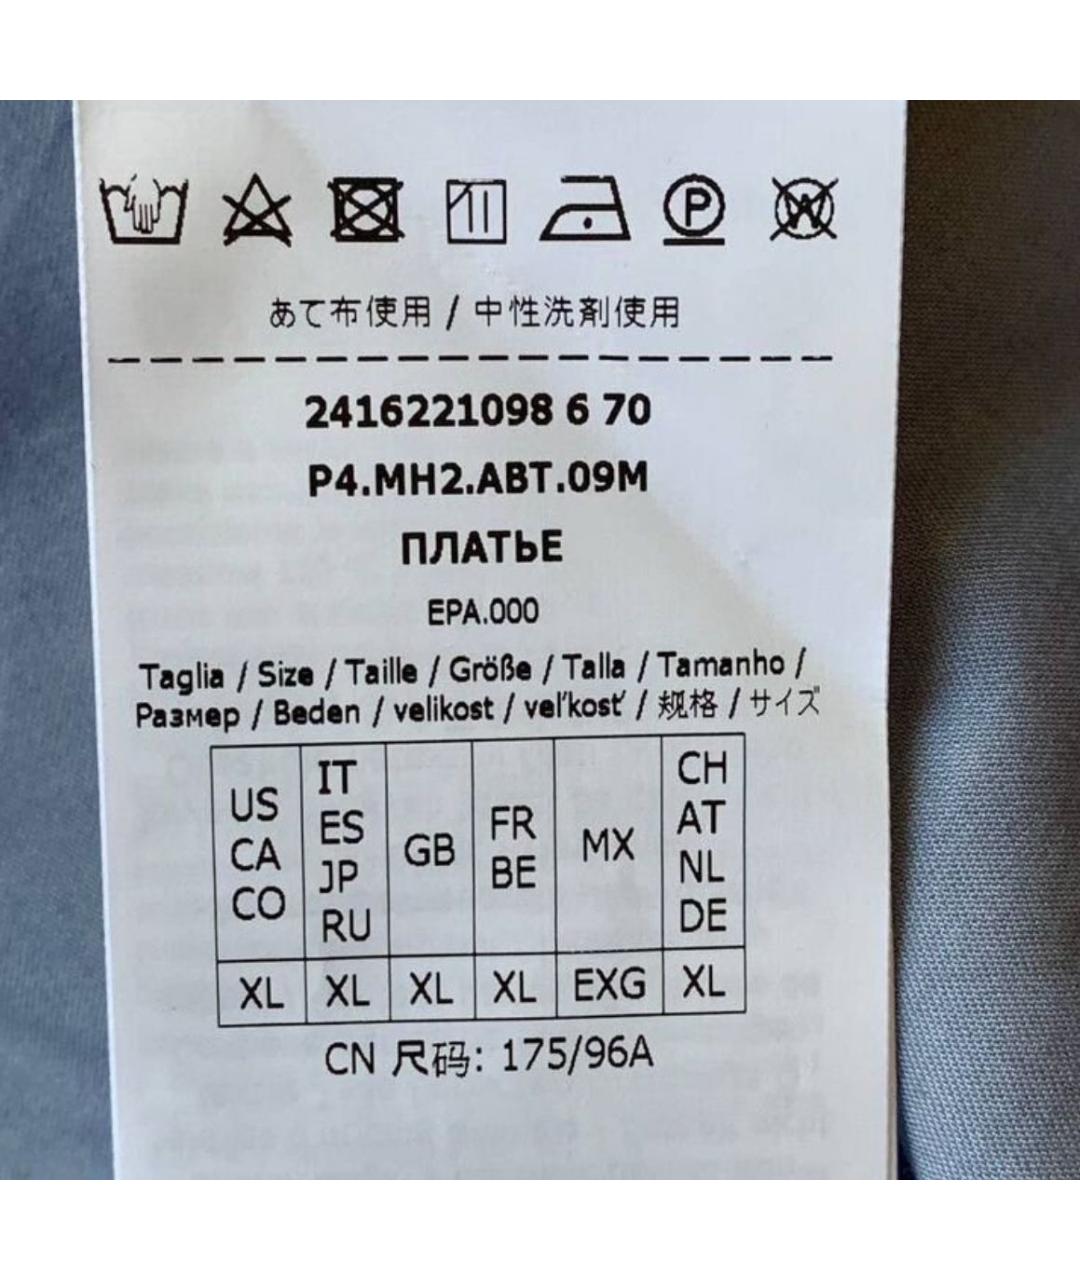 あて布使用 / 中性洗剤使用
2416221098 6 70
P4.MH2.ABT.09M
ПЛАТЬЕ
EPA.000
Taglia / Size / Taille / Größe / Talla / Tamanho /
Размер / Beden / velikost / veľkosť / 规格 / サイズ
US CA CO
IT ES JP RU
GB
FR BE
MX
CH AT NL DE
XL XL XL XL EXG XL
CN 尺码: 175/96A